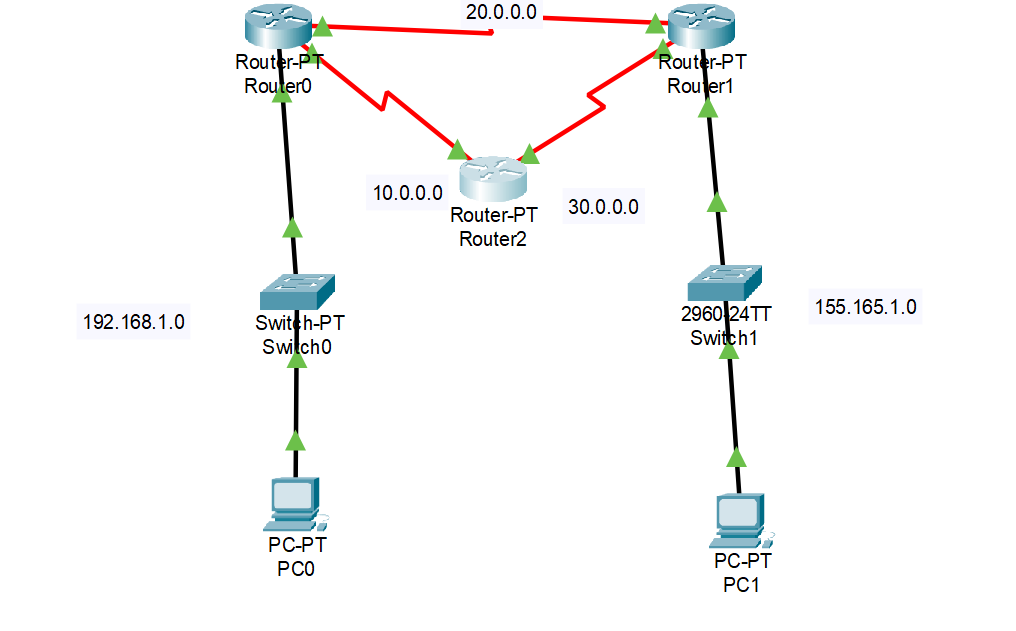 20.0.0.0
Router-PT
Router0
Router-PT
Router1
10.0.0.0
30.0.0.0
Router-PT
Router2
192.168.1.0
Switch-PT
Switch0
2960-24TT
Switch1
155.165.1.0
PC-PT
PC0
PC-PT
PC1